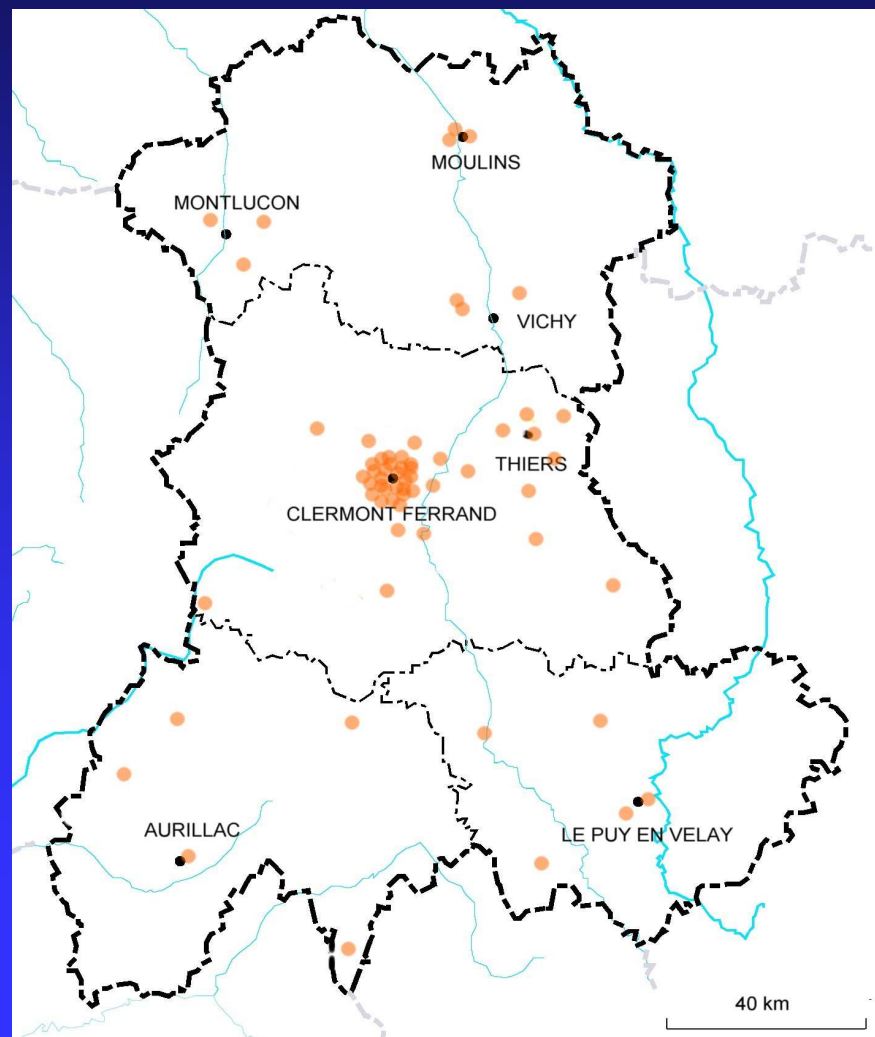 MOULINS
MONTLUCON
VICHY
THIERS
CLERMONT FERRAND
AURILLAC
LE PUY EN VELAY
40 km